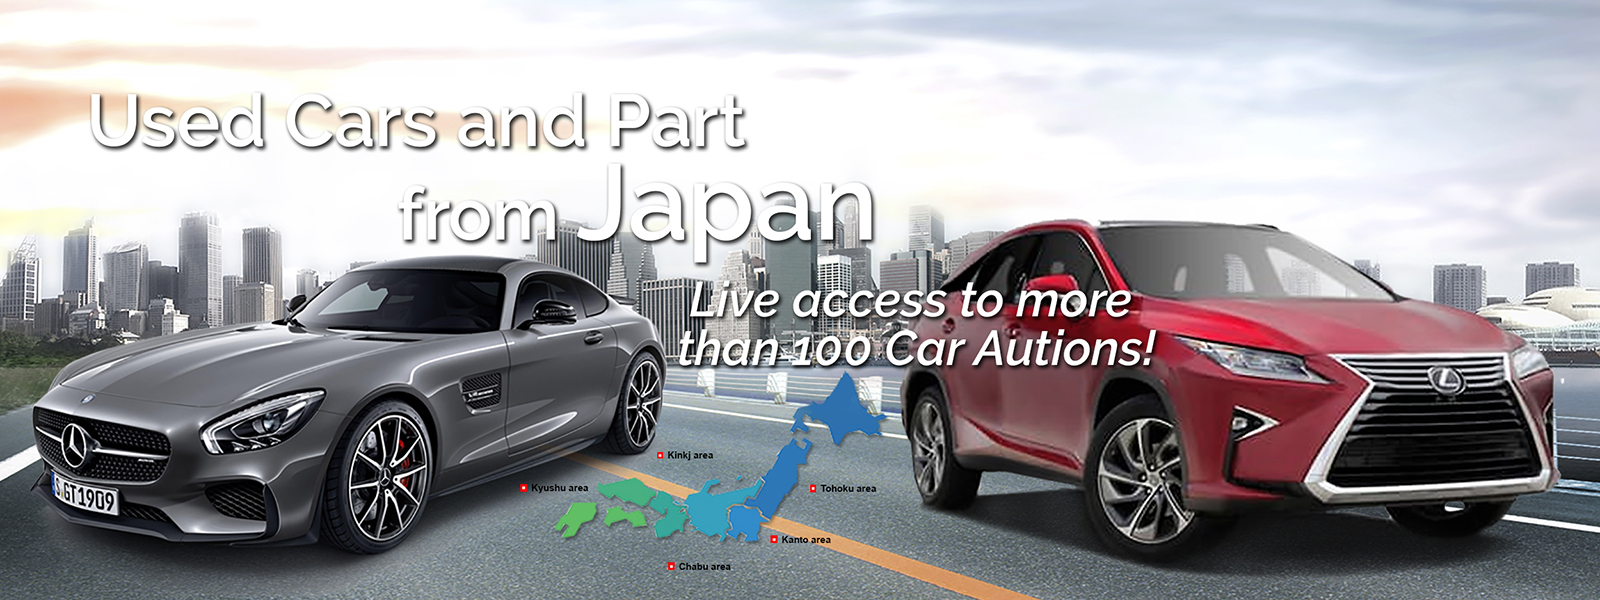 Used Cars and Part
from Japan
Live access to more
than 100 Car Autions!
Kinkj area
Kyushu area
Tohoku area
Kanto area
Chabu area
S GT1909